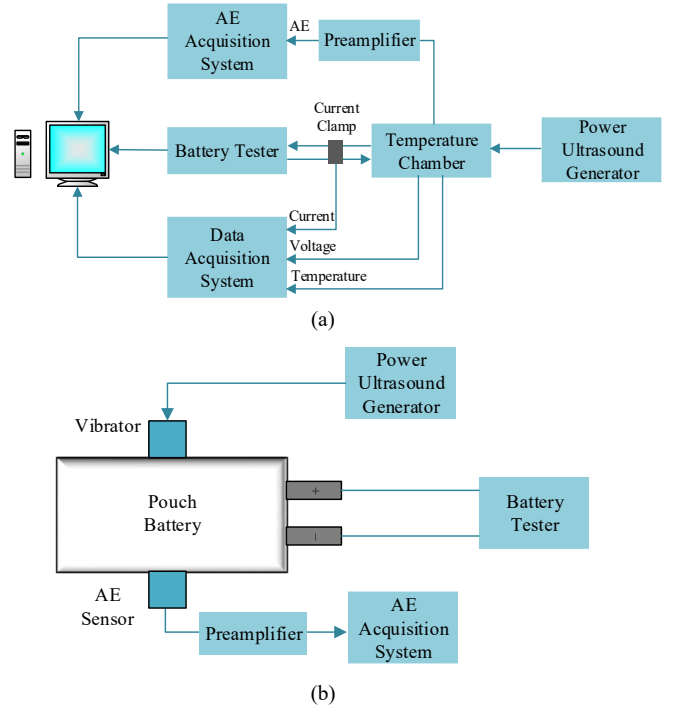 AE
Acquisition
System
AE
Preamplifier
Current
Clamp
Battery Tester
Temperature
Chamber
Power
Ultrasound
Generator
Current
Data
Acquisition
System
Voltage
Temperature
(a)
Power
Ultrasound
Generator
Vibrator
Pouch
Battery
+
−
Battery
Tester
AE
Sensor
Preamplifier
AE
Acquisition
System
(b)